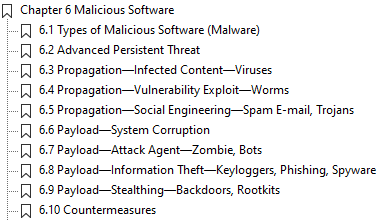 Chapter 6 Malicious Software
6.1 Types of Malicious Software (Malware)
6.2 Advanced Persistent Threat
6.3 Propagation—Infected Content—Viruses
6.4 Propagation—Vulnerability Exploit—Worms
6.5 Propagation—Social Engineering—Spam E-mail, Trojans
6.6 Payload—System Corruption
6.7 Payload—Attack Agent—Zombie, Bots
6.8 Payload—Information Theft—Keyloggers, Phishing, Spyware
6.9 Payload—Stealthing—Backdoors, Rootkits
6.10 Countermeasures